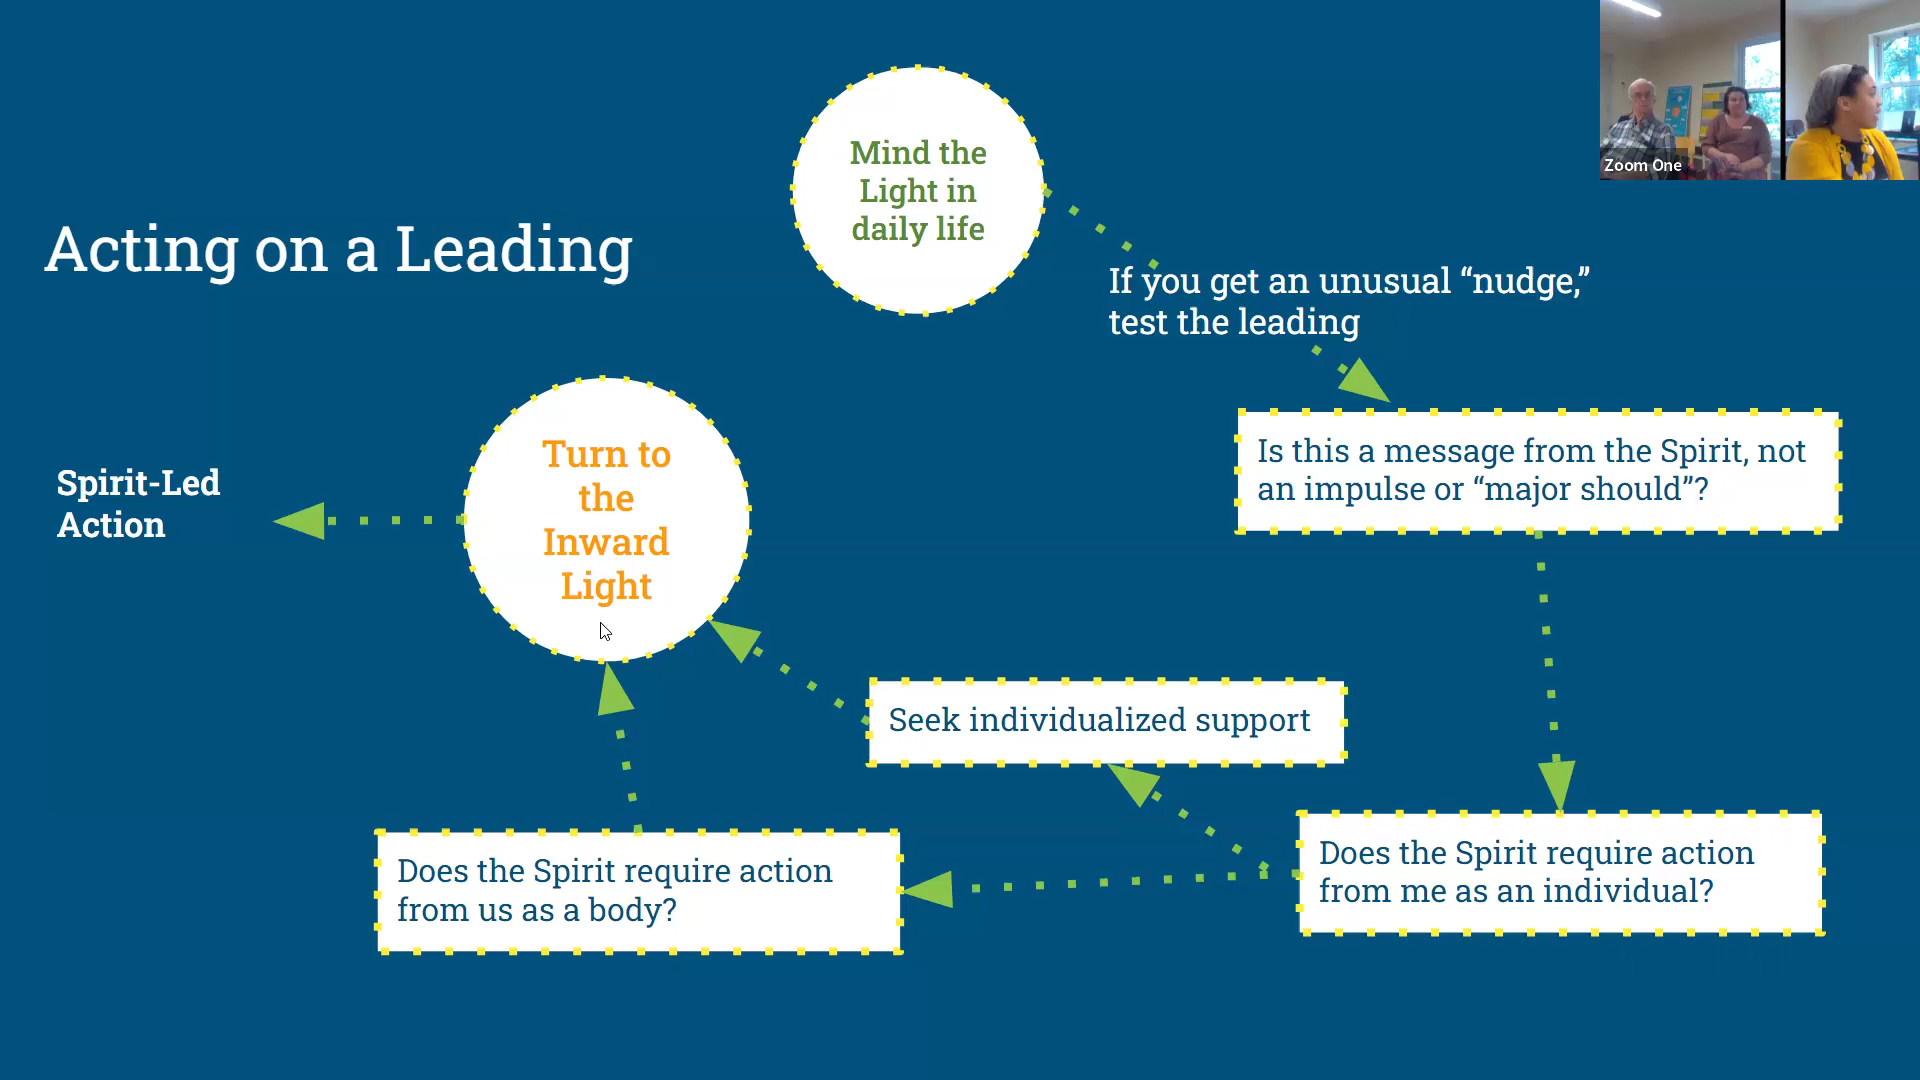 Acting on a Leading
Mind the
Light in
daily life
If you get an unusual “nudge,”
test the leading
Is this a message from the Spirit, not
an impulse or “major should”?
Does the Spirit require action
from me as an individual?
Seek individualized support
Does the Spirit require action
from us as a body?
Turn to
the
Inward
Light
Spirit-Led
Action
Zoom One